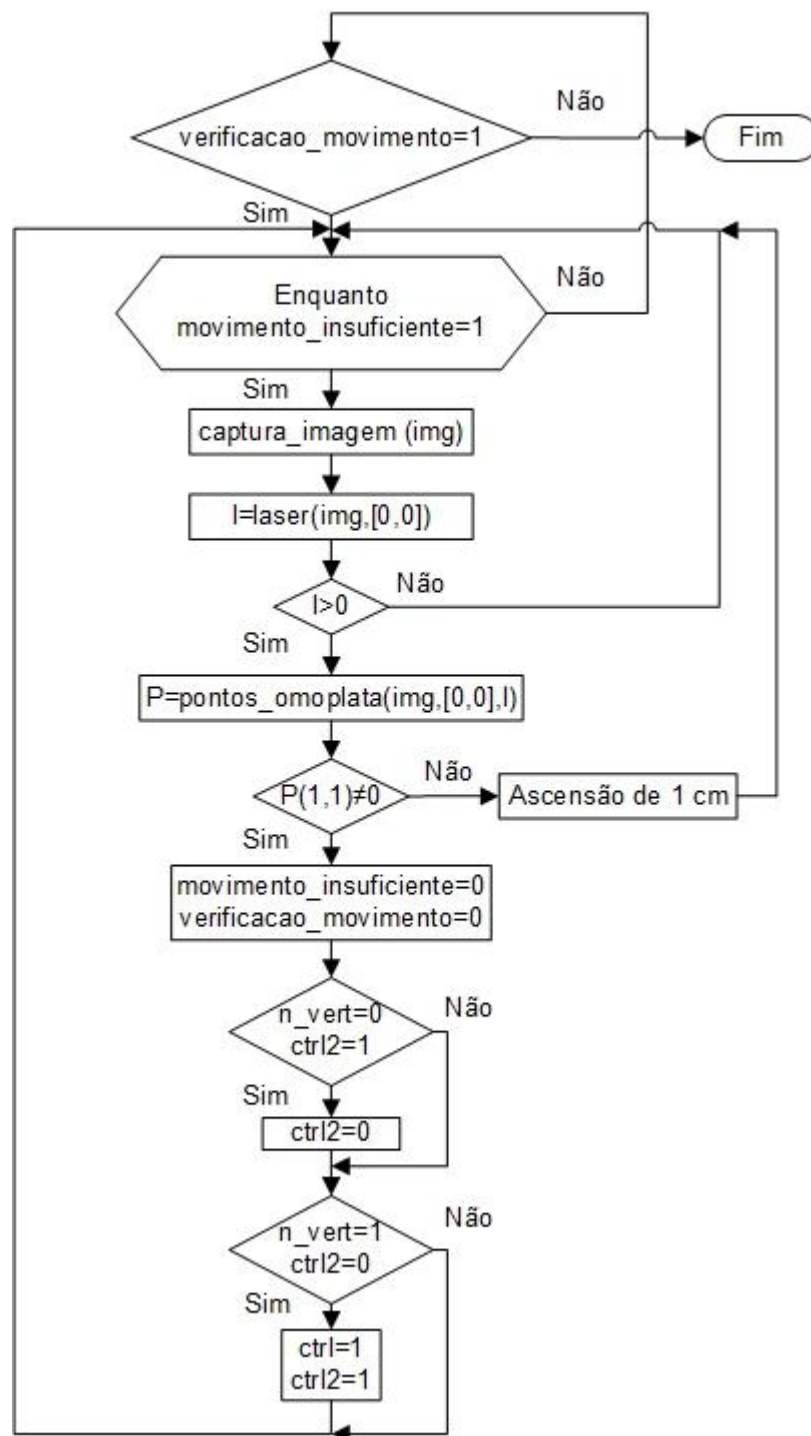 Não
verificacao_movimento=1
Fim
Sim
Enquanto
movimento_insuficiente=1
Não
Sim
captura_imagem (img)
l=laser(img,[0,0])
l>0
Não
Sim
P=pontos_omoplata(img,[0,0],l)
P(1,1)≠0
Não
Ascensão de 1 cm
Sim
movimento_insuficiente=0
verificacao_movimento=0
n_vert=0
ctrl2=1
Não
Sim
ctrl2=0
n_vert=1
ctrl2=0
Não
Sim
ctrl=1
ctrl2=1